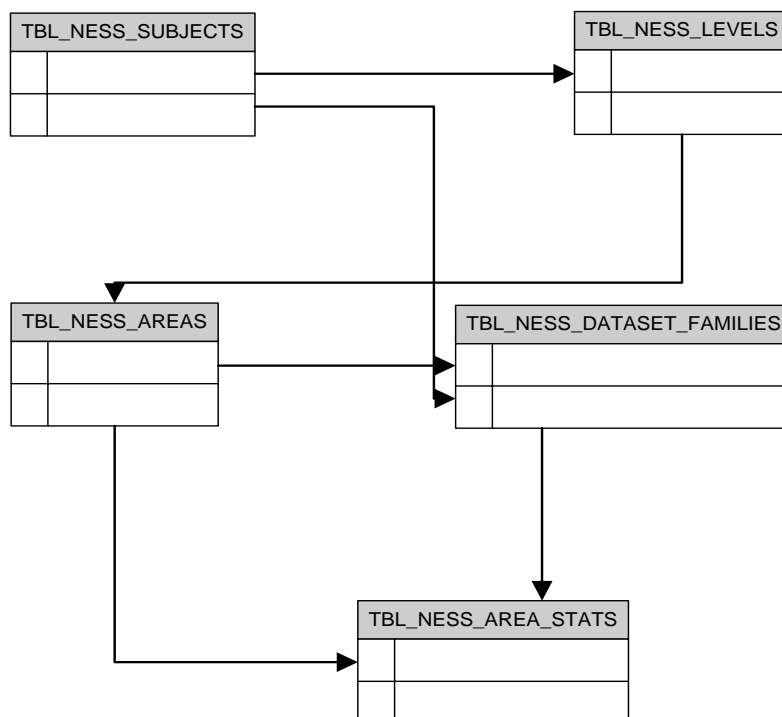 TBL_NESS_SUBJECTS
TBL_NESS_LEVELS
TBL_NESS_AREAS
TBL_NESS_DATASET_FAMILIES
TBL_NESS_AREA_STATS